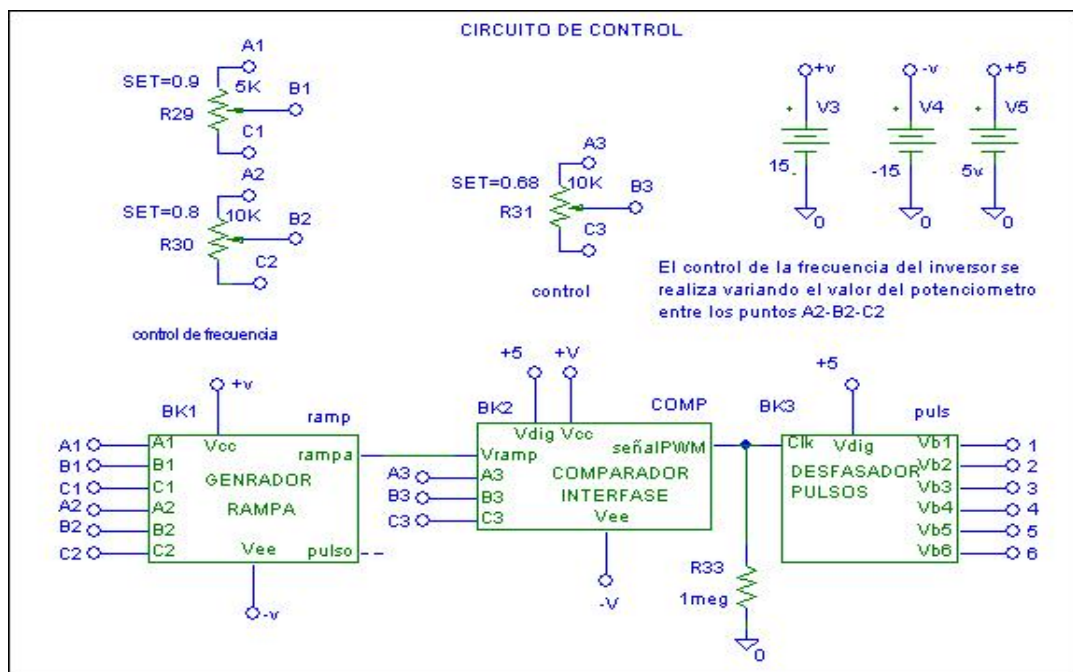 CIRCUITO DE CONTROL
A1
SET=0.9
5K
B1
R29
C1
A2
SET=0.8
10K
B2
R30
C2
control de frecuencia
A3
SET=0.68
10K
B3
R31
C3
control
+v
-v
+5
+
V3
+
V4
+
V5
15
-
-15
5v
0
0
0
El control de la frecuencia del inversor se
realiza variando el valor del potenciometro
entre los puntos A2-B2-C2
+v
BK1
ramp
A1
B1
C1
A2
B2
C2
A1
B1
C1
A2
B2
C2
Vcc
rampa
GENRADOR
RAMPA
Vee
pulso
-v
+5
+V
BK2
COMP
Vdig Vcc
señalPWM
Vramp
A3
B3
C3
A3
B3
C3
COMPARADOR
INTERFASE
Vee
-V
R33
1meg
0
+5
BK3
puls
Clk
Vdig
DESFASADOR
PULSOS
Vb1
Vb2
Vb3
Vb4
Vb5
Vb6
1
2
3
4
5
6